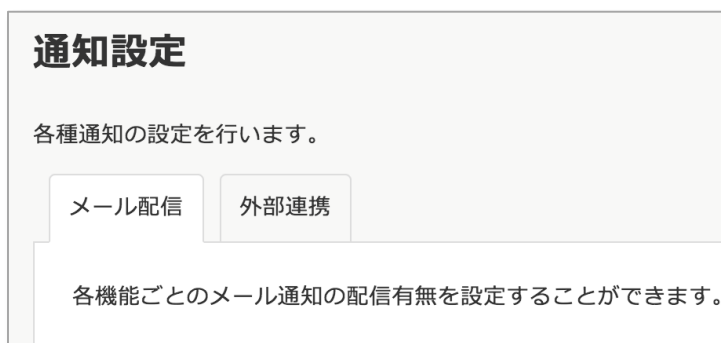 通知設定
各種通知の設定を行います。
メール配信 外部連携
各機能ごとのメール通知の配信有無を設定することができます。